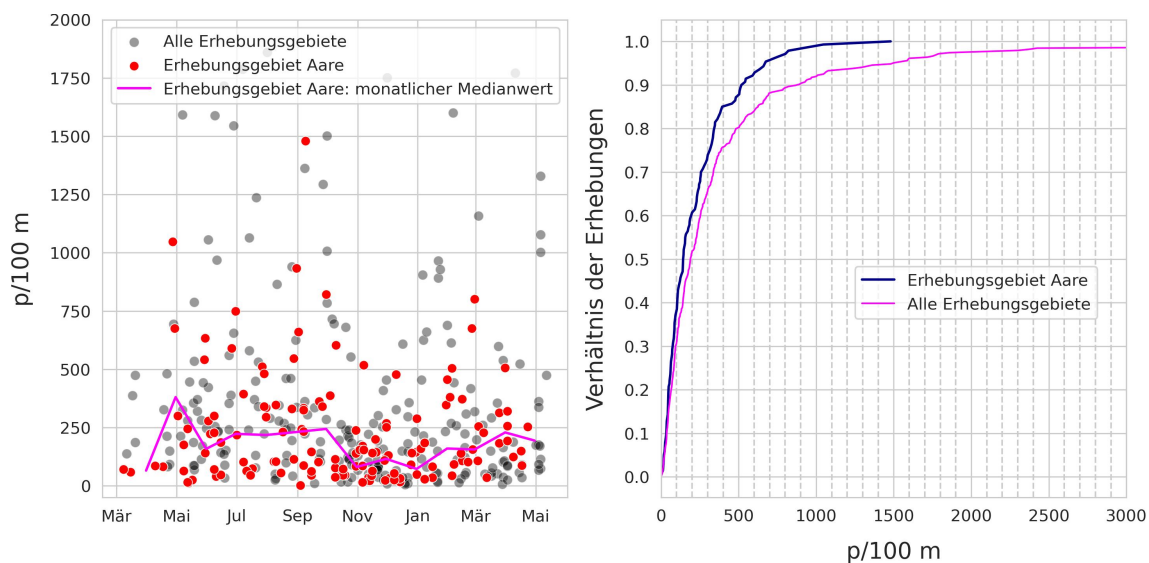 2000
1750
1500
1250
1000
750
500
250
0
p/100 m
Alle Erhebungsgebiete
Erhebungsgebiet Aare
Erhebungsgebiet Aare: monatlicher Medianwert
Mär Mai Jul Sep Nov Jan Mär Mai
1.0
0.9
0.8
0.7
0.6
0.5
0.4
0.3
0.2
0.1
0.0
Verhältnis der Erhebungen
Erhebungsgebiet Aare
Alle Erhebungsgebiete
0 500 1000 1500 2000 2500 3000
p/100 m